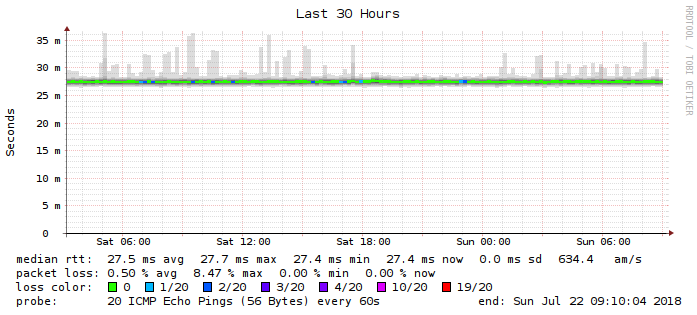 Last 30 Hours
RRDTOOL / TOBI OETIKER
Seconds
35 m
30 m
25 m
20 m
15 m
10 m
5 m
0
Sat 06:00 Sat 12:00 Sat 18:00 Sun 00:00 Sun 06:00
median rtt: 27.5 ms avg 27.7 ms max 27.4 ms min 27.4 ms now 0.0 ms sd 634.4 am/s
packet loss: 0.50 % avg 8.47 % max 0.00 % min 0.00 % now
loss color: 0 1/20 2/20 3/20 4/20 10/20 19/20
probe: 20 ICMP Echo Pings (56 Bytes) every 60s end: Sun Jul 22 09:10:04 2018